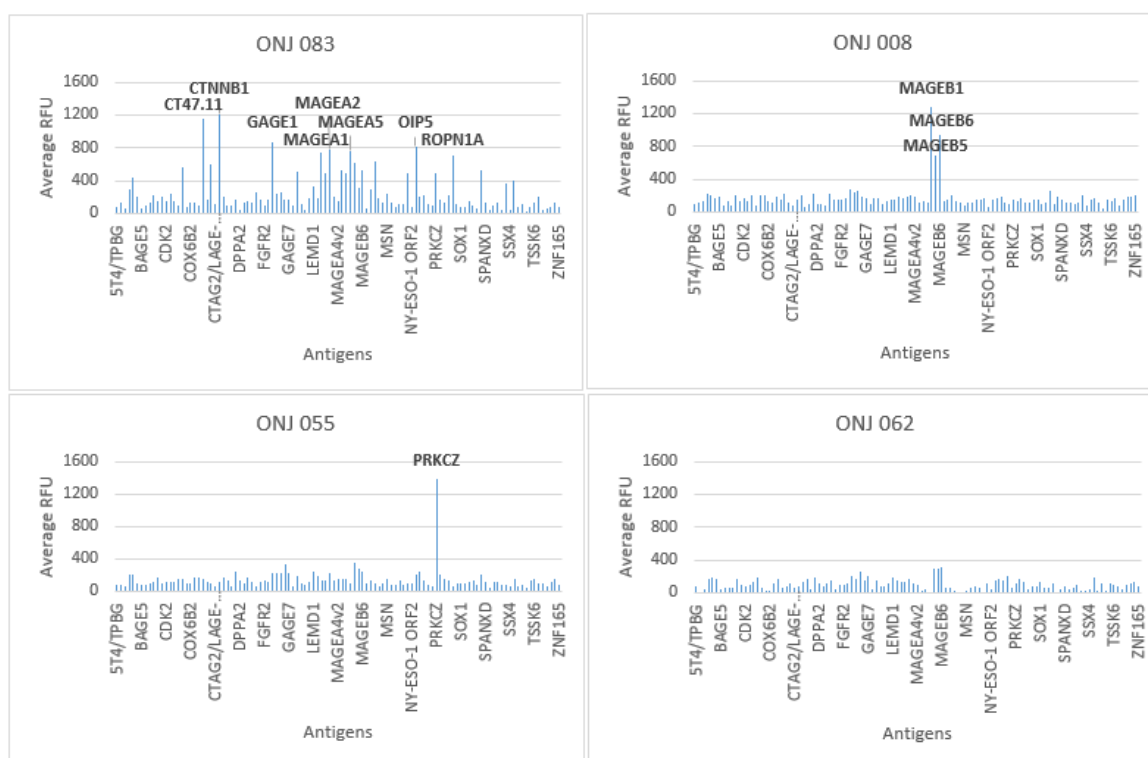 ONJ 083
Average RFU
1600
1200
800
400
0
CTNNB1
CT47.11
MAGEA2
GAGE1
MAGEA5
OIP5
MAGEA1
ROPN1A
5T4/TPBG
BAGE5
CDK2
COX6B2
CTAG2/LAGE-…
DPPA2
FGFR2
GAGE7
LEMD1
MAGEA4v2
MAGEB6
MSN
NY-ESO-1 ORF2
PRKCZ
SOX1
SPANXD
SSX4
TSSK6
ZNF165
Antigens
ONJ 008
Average RFU
1600
1200
800
400
0
MAGEB1
MAGEB6
MAGEB5
5T4/TPBG
BAGE5
CDK2
COX6B2
CTAG2/LAGE-…
DPPA2
FGFR2
GAGE7
LEMD1
MAGEA4v2
MAGEB6
MSN
NY-ESO-1 ORF2
PRKCZ
SOX1
SPANXD
SSX4
TSSK6
ZNF165
Antigens
ONJ 055
Average RFU
1600
1200
800
400
0
PRKCZ
5T4/TPBG
BAGE5
CDK2
COX6B2
CTAG2/LAGE-…
DPPA2
FGFR2
GAGE7
LEMD1
MAGEA4v2
MAGEB6
MSN
NY-ESO-1 ORF2
PRKCZ
SOX1
SPANXD
SSX4
TSSK6
ZNF165
Antigens
ONJ 062
Average RFU
1600
1200
800
400
0
5T4/TPBG
BAGE5
CDK2
COX6B2
CTAG2/LAGE-…
DPPA2
FGFR2
GAGE7
LEMD1
MAGEA4v2
MAGEB6
MSN
NY-ESO-1 ORF2
PRKCZ
SOX1
SPANXD
SSX4
TSSK6
ZNF165
Antigens